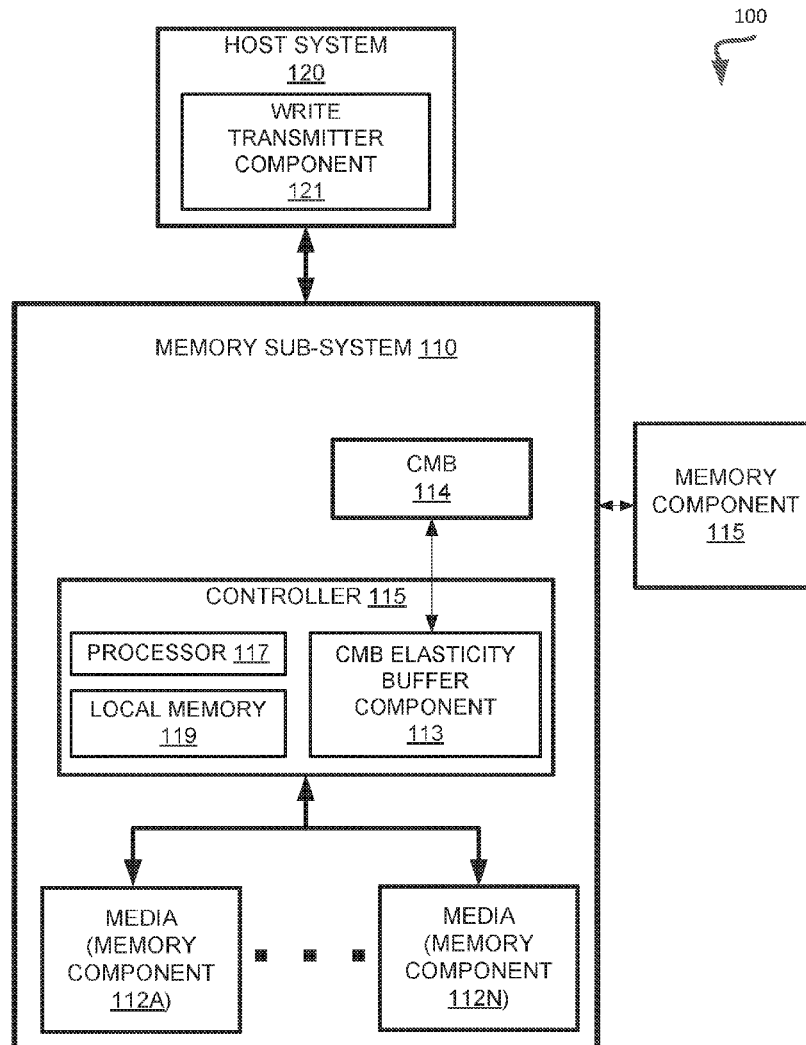 100
HOST SYSTEM
120
WRITE
TRANSMITTER
COMPONENT
121
MEMORY SUB-SYSTEM 110
CMB
114
MEMORY
COMPONENT
115
CONTROLLER 115
PROCESSOR 117
LOCAL MEMORY
119
CMB ELASTICITY
BUFFER
COMPONENT
113
MEDIA
(MEMORY
COMPONENT
112A)
MEDIA
(MEMORY
COMPONENT
112N)